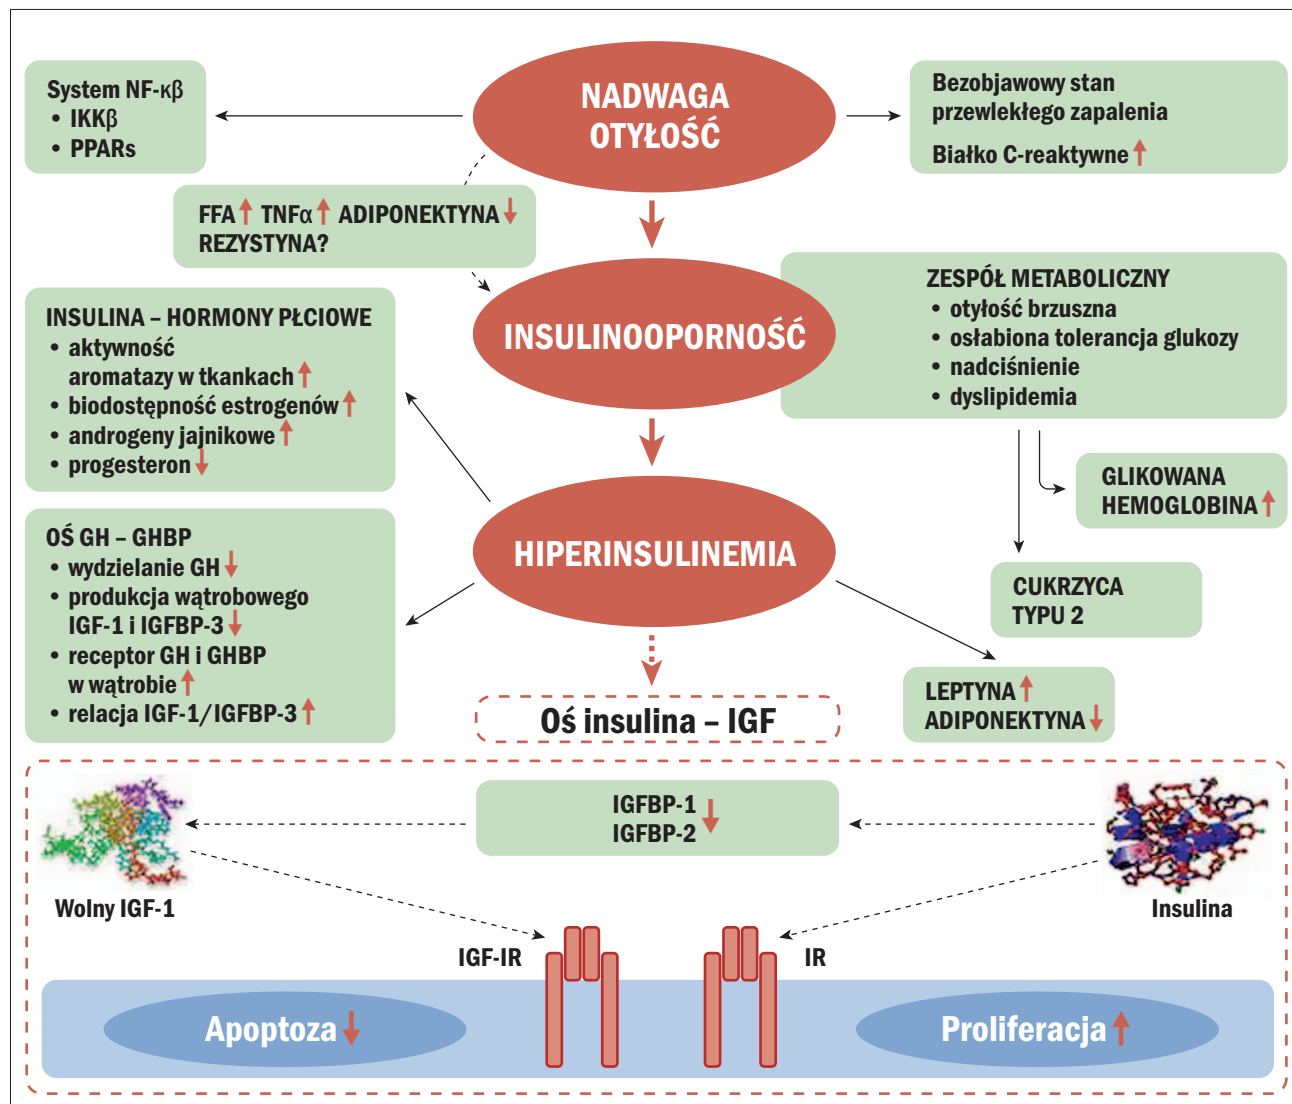 NADWAGA
OTYŁOŚĆ
System NF-κβ
• IKKβ
• PPARs
Bezobjawowy stan
przewlekłego zapalenia
Białko C-reaktywne
FFA TNFα ADIPONEKTYNA
REZYSTYNA?
INSULINOOPORNOŚĆ
ZESPÓŁ METABOLICZNY
• otyłość brzuszna
• osłabiona tolerancja glukozy
• nadciśnienie
• dyslipidemia
INSULINA – HORMONY PŁCIOWE
• aktywność
aromatazy w tkankach
• biodostępność estrogenów
• androgeny jajnikowe
• progesteron
GLIKOWANA
HEMOGLOBINA
HIPERINSULINEMIA
OŚ GH – GHBP
• wydzielanie GH
• produkcja wątrobowego
IGF-1 i IGFBP-3
• receptor GH i GHBP
w wątrobie
• relacja IGF-1/IGFBP-3
CUKRZYCA
TYPU 2
LEPTYNA
ADIPONEKTYNA
Oś insulina – IGF
IGFBP-1
IGFBP-2
Wolny IGF-1
Insulina
IGF-IR
IR
Apoptoza
Proliferacja